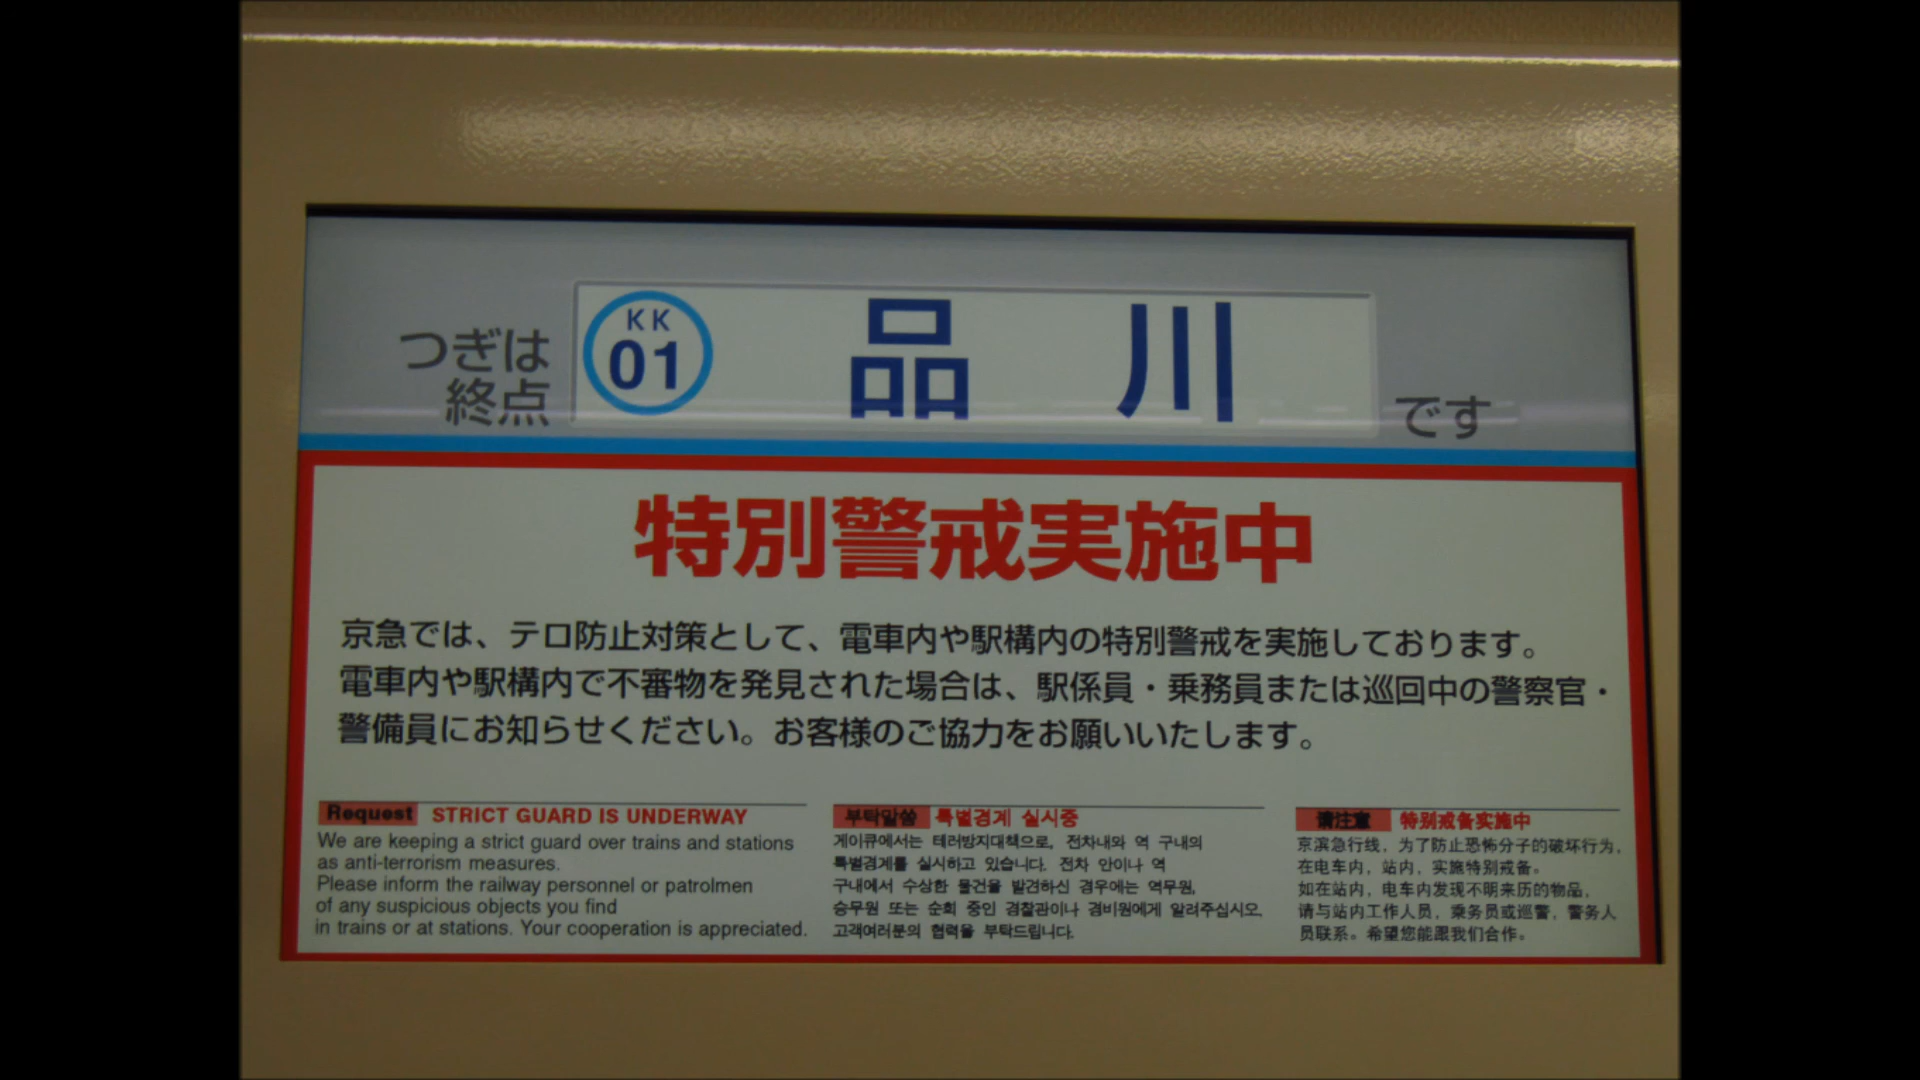 つぎは
終点
KK
01
品川
です
特別警戒実施中
京急では、テロ防止対策として、電車内や駅構内の特別警戒を実施しております。
電車内や駅構内で不審物を発見された場合は、駅係員・乗務員または巡回中の警察官・
警備員にお知らせください。お客様のご協力をお願いいたします。
Request STRICT GUARD IS UNDERWAY
We are keeping a strict guard over trains and stations
as anti-terrorism measures.
Please inform the railway personnel or patrolmen
of any suspicious objects you find
in trains or at stations. Your cooperation is appreciated.
부탁말씀 특별경계 실시중
게이큐에서는 테러방지대책으로, 전차내와 역 구내의
특별경계를 실시하고 있습니다. 전차 안이나 역
구내에서 수상한 물건을 발견하신 경우에는 역무원,
승무원 또는 순회 중인 경찰관이나 경비원에게 알려주십시오.
고객여러분의 협력을 부탁드립니다.
请注意 特别戒备实施中
京滨急行线，为了防止恐怖分子的破坏行为，
在电车内，站内，实施特别戒备。
如在站内，电车内发现不明来历的物品，
请与站内工作人员，乘务员或巡警，警务人
员联系。希望您能跟我们合作。